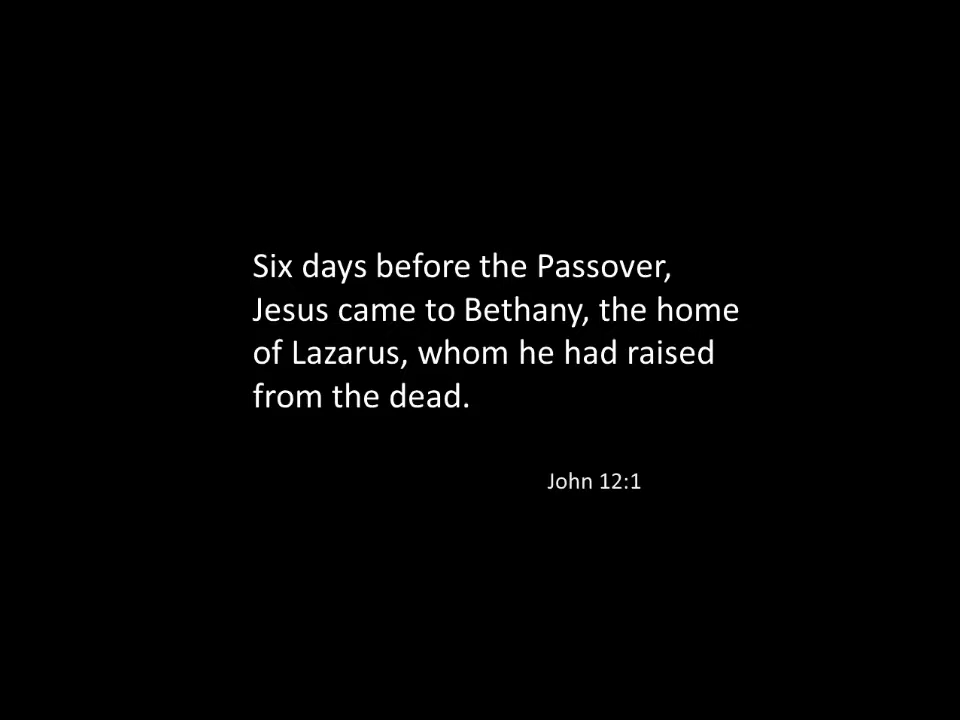 Six days before the Passover,
Jesus came to Bethany, the home
of Lazarus, whom he had raised
from the dead.
John 12:1